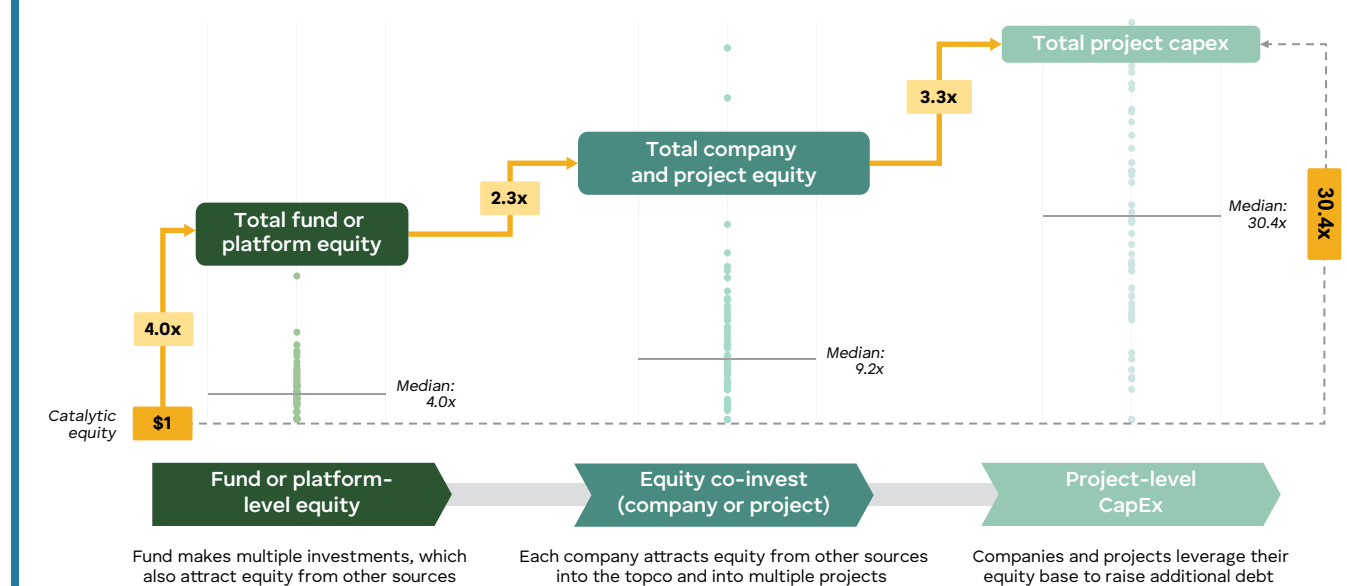 Total project capex
3.3x
Total company
and project equity
2.3x
30.4x
Median:
30.4x
Total fund or
platform equity
4.0x
Median:
9.2x
Median:
4.0x
Catalytic
equity
$1
Fund or platform-
level equity
Equity co-invest
(company or project)
Project-level
CapEx
Fund makes multiple investments, which
also attract equity from other sources
Each company attracts equity from other sources
into the topco and into multiple projects
Companies and projects leverage their
equity base to raise additional debt